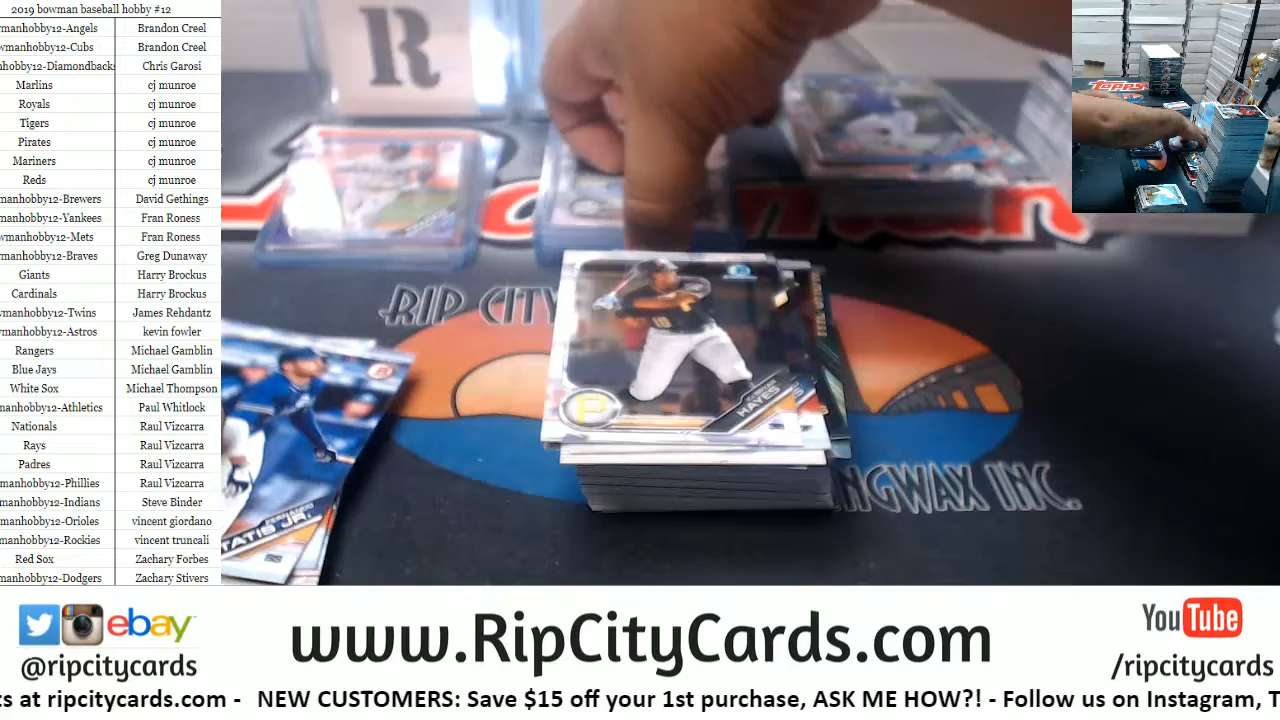 2019 bowman baseball hobby #12
manhobby12-Angels Brandon Creel
wmanhobby12-Cubs Brandon Creel
hobby12-Diamondbacks Chris Garosi
Marlins cj munroe
Royals cj munroe
Tigers cj munroe
Pirates cj munroe
Mariners cj munroe
Reds cj munroe
manhobby12-Brewers David Gethings
manhobby12-Yankees Fran Roness
wmanhobby12-Mets Fran Roness
manhobby12-Braves Greg Dunaway
Giants Harry Brockus
Cardinals Harry Brockus
manhobby12-Twins James Rehdantz
manhobby12-Astros kevin fowler
Rangers Michael Gamblin
Blue Jays Michael Gamblin
White Sox Michael Thompson
manhobby12-Athletics Paul Whitlock
Nationals Raul Vizcarra
Rays Raul Vizcarra
Padres Raul Vizcarra
manhobby12-Phillies Raul Vizcarra
manhobby12-Indians Steve Binder
manhobby12-Orioles vincent giordano
manhobby12-Rockies vincent truncali
Red Sox Zachary Forbes
manhobby12-Dodgers Zachary Stivers
R
Topps
RIP CITY
NGWAX INC.
P
HAYES
FERNANDO
TATIS JR.
SS
ebay
@ripcitycards
www.RipCityCards.com
YouTube
/ripcitycards
ts at ripcitycards.com - NEW CUSTOMERS: Save $15 off your 1st purchase, ASK ME HOW?! - Follow us on Instagram, T